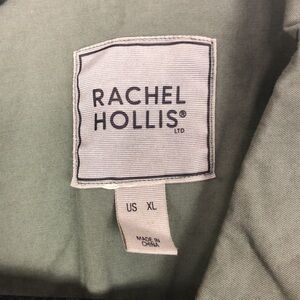 RACHEL
HOLLIS®
LTD
US XL
MADE IN
CHINA